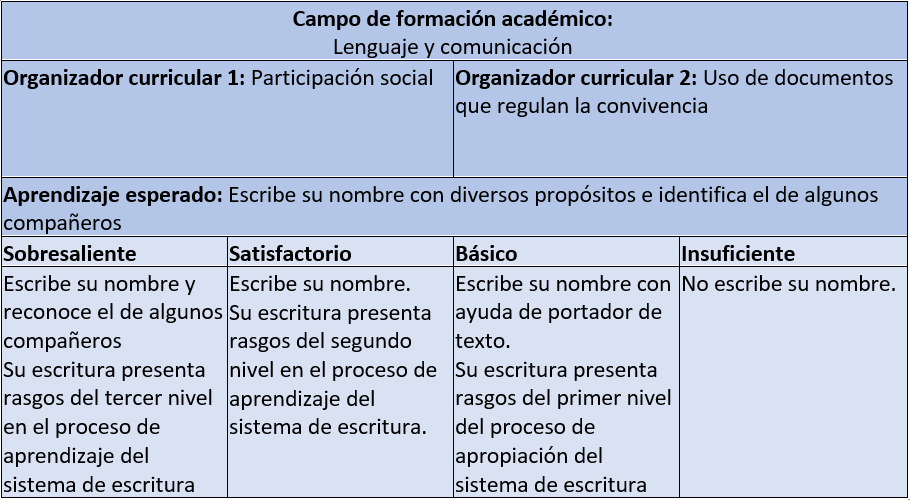 Campo de formación académico:
Lenguaje y comunicación
Organizador curricular 1: Participación social
Organizador curricular 2: Uso de documentos
que regulan la convivencia
Aprendizaje esperado: Escribe su nombre con diversos propósitos e identifica el de algunos
compañeros
Sobresaliente
Satisfactorio
Básico
Insuficiente
Escribe su nombre y
reconoce el de algunos
compañeros
Su escritura presenta
rasgos del tercer nivel
en el proceso de
aprendizaje del
sistema de escritura
Escribe su nombre.
Su escritura presenta
rasgos del segundo
nivel en el proceso de
aprendizaje del
sistema de escritura.
Escribe su nombre con
ayuda de portador de
texto.
Su escritura presenta
rasgos del primer nivel
del proceso de
apropiación del
sistema de escritura
No escribe su nombre.